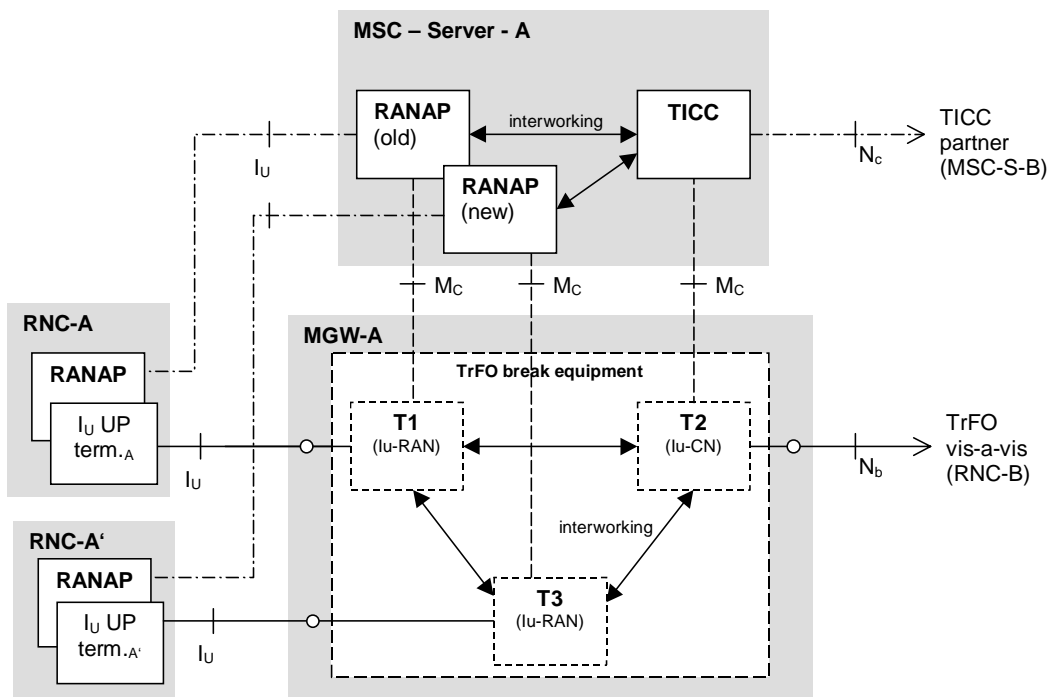 MSC – Server - A
RANAP
(old)
interworking
TICC
TICC
partner
(MSC-S-B)
IU
Nc
RANAP
(new)
MC
MC
MC
RNC-A
RANAP
IU UP
term.A
IU
MGW-A
TrFO break equipment
T1
(Iu-RAN)
T2
(Iu-CN)
TrFO
vis-a-vis
(RNC-B)
Nb
interworking
RNC-A‘
RANAP
IU UP
term.A‘
IU
T3
(Iu-RAN)